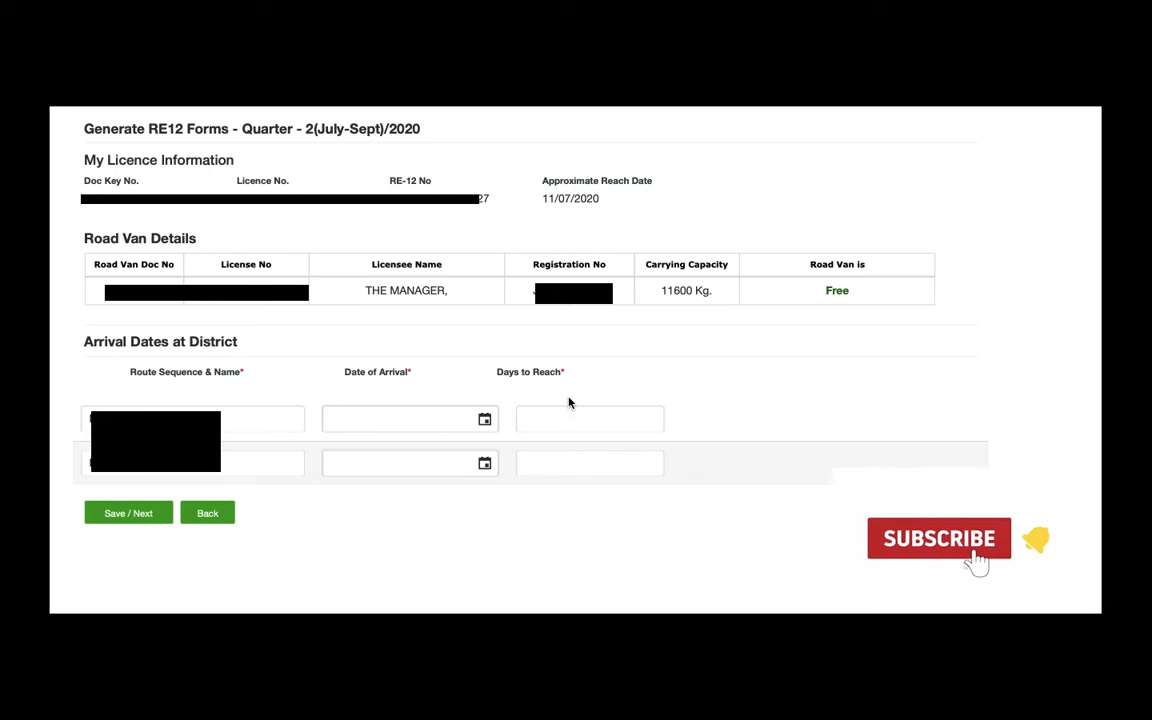 Generate RE12 Forms - Quarter - 2(July-Sept)/2020
My Licence Information
Doc Key No. Licence No. RE-12 No Approximate Reach Date
27 11/07/2020
Road Van Details
Road Van Doc No License No Licensee Name Registration No Carrying Capacity Road Van is
THE MANAGER, 11600 Kg. Free
Arrival Dates at District
Route Sequence & Name* Date of Arrival* Days to Reach*
Save / Next Back
SUBSCRIBE